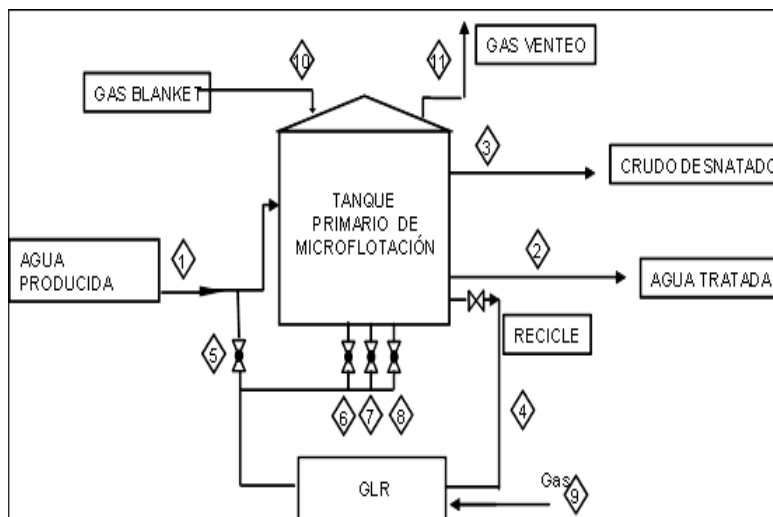 10
11
GAS VENTEO
GAS BLANKET
3
CRUDO DESNATADO
TANQUE
PRIMARIO DE
MICROFLOTACIÓN
1
2
AGUA
PRODUCIDA
AGUA TRATADA
5
RECICLE
6
7
8
4
GLR
Gas
9